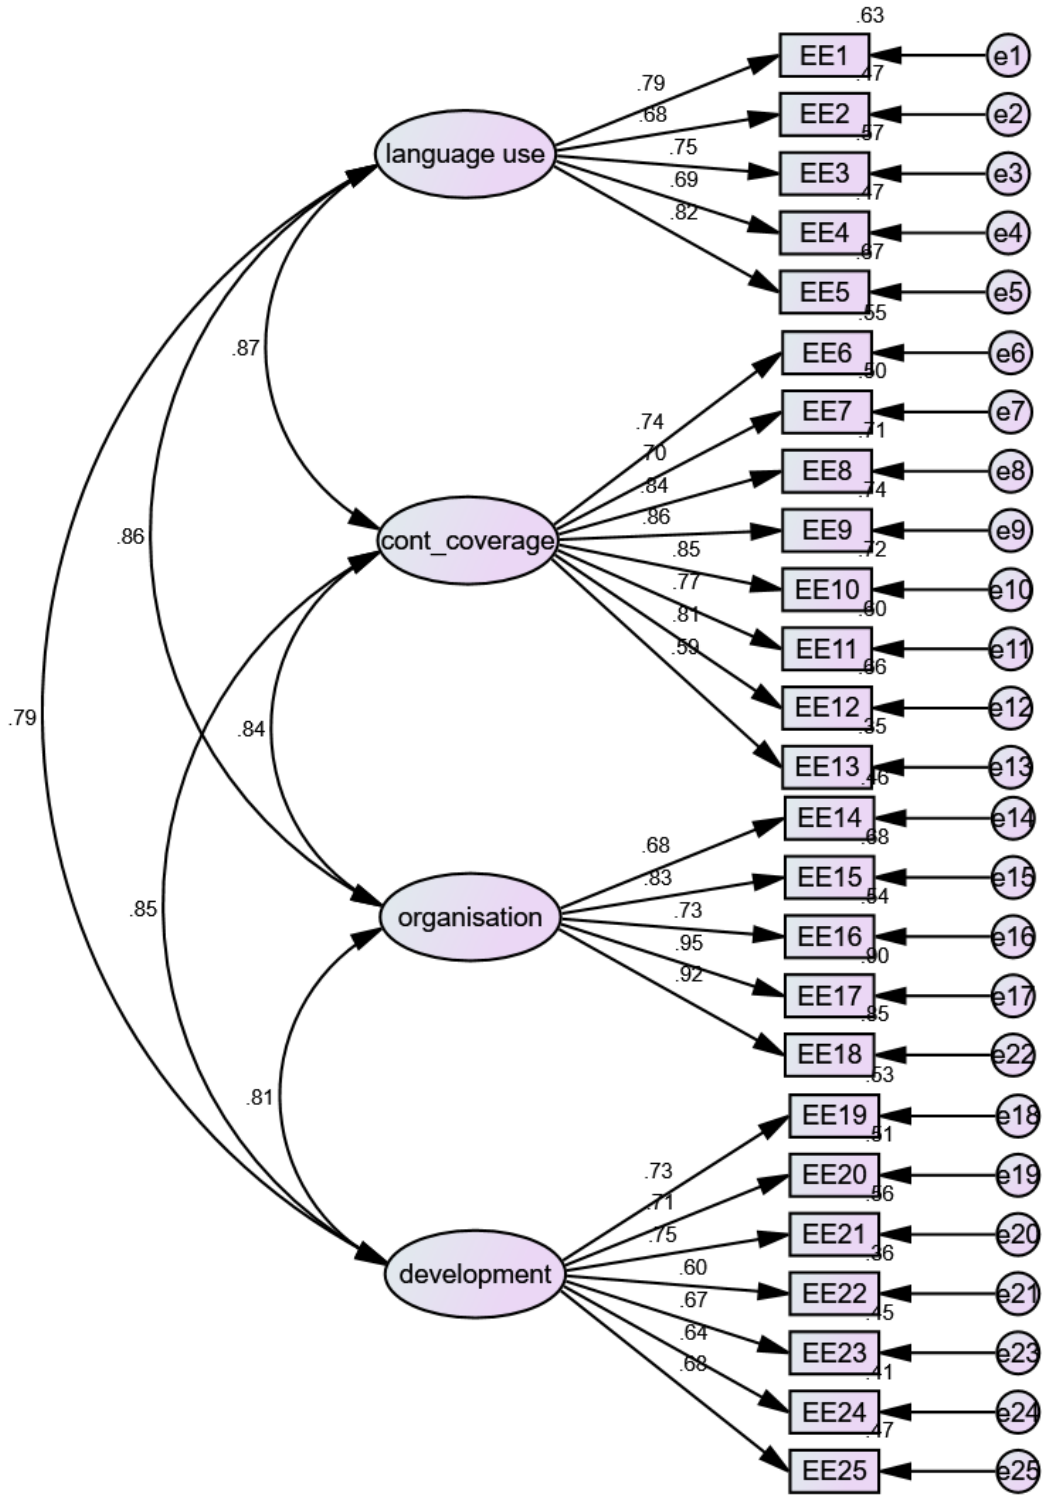 .63
EE1
e1
.79
.47
EE2
e2
.68
.57
EE3
e3
.75
.47
EE4
e4
.69
.67
EE5
e5
.82
language use
.55
EE6
e6
.74
.50
EE7
e7
.70
.71
EE8
e8
.84
.74
EE9
e9
.86
.72
EE10
e10
.85
.60
EE11
e11
.77
.66
EE12
e12
.81
.35
EE13
e13
.59
cont_coverage
.87
.86
.84
.79
.46
EE14
e14
.68
.68
EE15
e15
.83
.54
EE16
e16
.73
.90
EE17
e17
.95
.85
EE18
e22
.92
organisation
.85
.81
.53
EE19
e18
.73
.51
EE20
e19
.71
.56
EE21
e20
.75
.36
EE22
e21
.60
.45
EE23
e23
.67
.41
EE24
e24
.64
.47
EE25
e25
.68
development